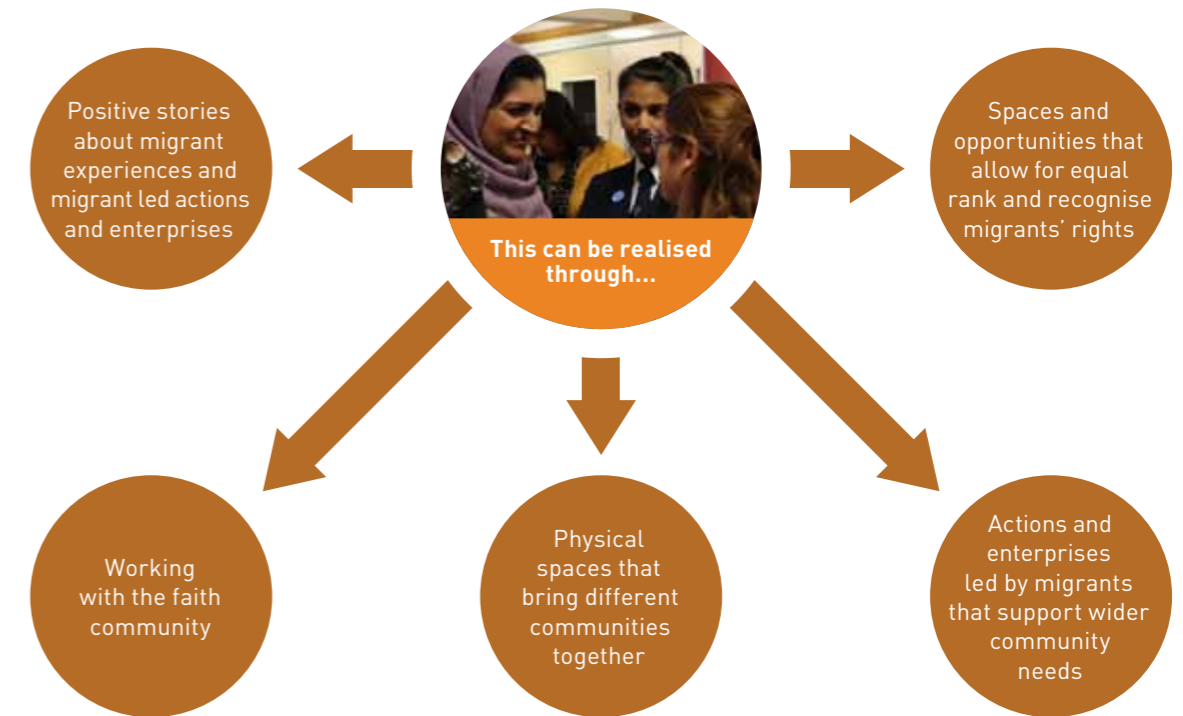 Positive stories
about migrant
experiences and
migrant led actions
and enterprises
This can be realised
through...
Spaces and
opportunities that
allow for equal
rank and recognise
migrants’ rights
Working
with the faith
community
Physical
spaces that
bring different
communities
together
Actions and
enterprises
led by migrants
that support wider
community
needs